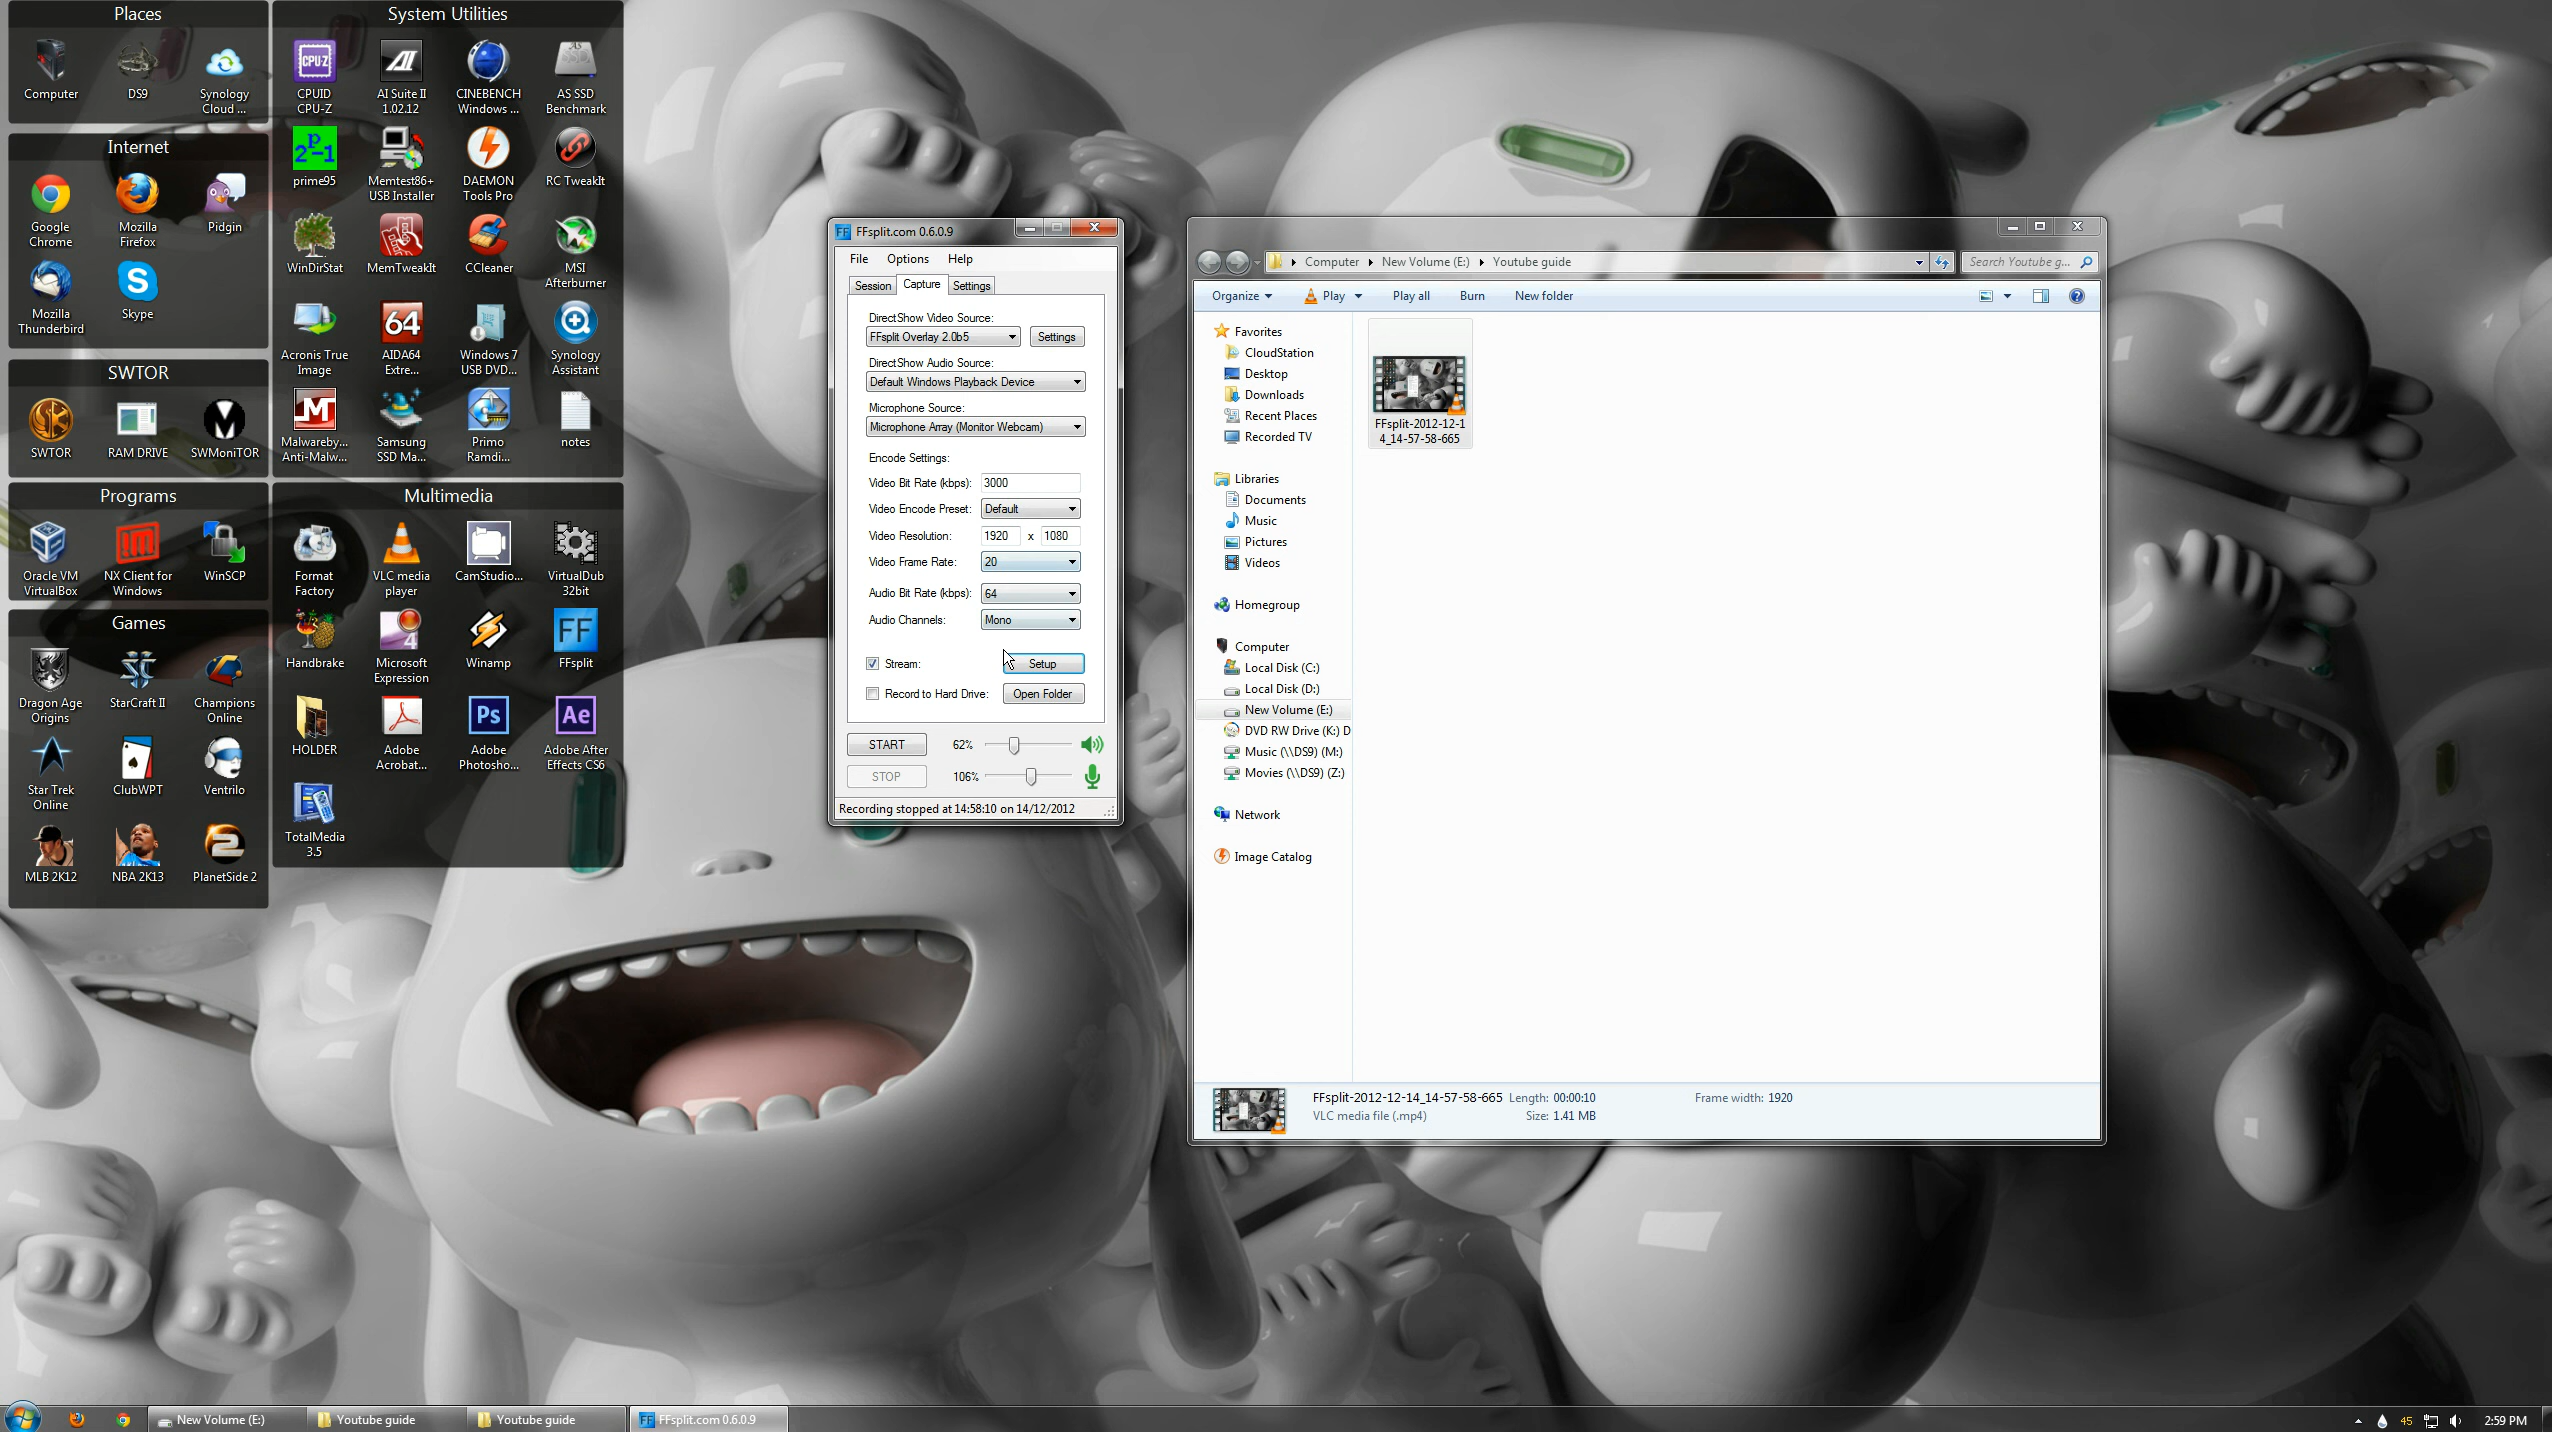 Places
Computer
DS9
Synology
Cloud ...
Internet
Google
Chrome
Mozilla
Firefox
Pidgin
Mozilla
Thunderbird
Skype
SWTOR
SWTOR
RAM DRIVE
SWMoniTOR
Programs
Oracle VM
VirtualBox
NX Client for
Windows
WinSCP
Games
Dragon Age
Origins
StarCraft II
Champions
Online
Star Trek
Online
ClubWPT
Ventrilo
MLB 2K12
NBA 2K13
PlanetSide 2
System Utilities
CPUID
CPU-Z
AI Suite II
1.02.12
CINEBENCH
Windows ...
AS SSD
Benchmark
prime95
Memtest86+
USB Installer
DAEMON
Tools Pro
RC TweakIt
WinDirStat
MemTweakIt
CCleaner
MSI
Afterburner
Acronis True
Image
AIDA64
Extre...
Windows 7
USB DVD...
Synology
Assistant
Malwareby...
Anti-Malw...
Samsung
SSD Ma...
Primo
Ramdi...
notes
Multimedia
Format
Factory
VLC media
player
CamStudio...
VirtualDub
32bit
Handbrake
Microsoft
Expression
Winamp
FFsplit
HOLDER
Adobe
Acrobat...
Adobe
Photosho...
Adobe After
Effects CS6
TotalMedia
3.5
FFsplit.com 0.6.0.9
File Options Help
Session Capture Settings
DirectShow Video Source:
FFsplit Overlay 2.0b5 Settings
DirectShow Audio Source:
Default Windows Playback Device
Microphone Source:
Microphone Array (Monitor Webcam)
Encode Settings:
Video Bit Rate (kbps): 3000
Video Encode Preset: Default
Video Resolution: 1920 x 1080
Video Frame Rate: 20
Audio Bit Rate (kbps): 64
Audio Channels: Mono
Stream: Setup
Record to Hard Drive: Open Folder
START 62%
STOP 106%
Recording stopped at 14:58:10 on 14/12/2012
Computer New Volume (E:) Youtube guide
Search Youtube g...
Organize Play Play all Burn New folder
Favorites
CloudStation
Desktop
Downloads
Recent Places
Recorded TV
Libraries
Documents
Music
Pictures
Videos
Homegroup
Computer
Local Disk (C:)
Local Disk (D:)
New Volume (E:)
DVD RW Drive (K:) D
Music (\\DS9) (M:)
Movies (\\DS9) (Z:)
Network
Image Catalog
FFsplit-2012-12-1
4_14-57-58-665
FFsplit-2012-12-14_14-57-58-665 Length: 00:00:10 Frame width: 1920
VLC media file (.mp4) Size: 1.41 MB
New Volume (E:)
Youtube guide
Youtube guide
FFsplit.com 0.6.0.9
45
2:59 PM